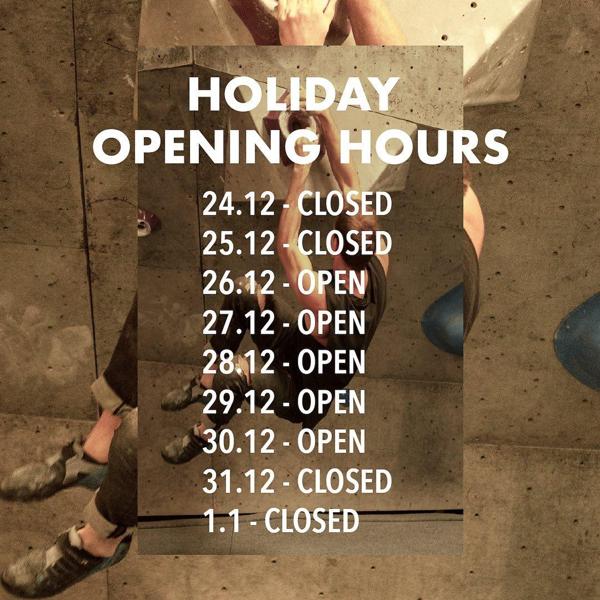 HOLIDAY
OPENING HOURS
24.12 - CLOSED
25.12 - CLOSED
26.12 - OPEN
27.12 - OPEN
28.12 - OPEN
29.12 - OPEN
30.12 - OPEN
31.12 - CLOSED
1.1 - CLOSED